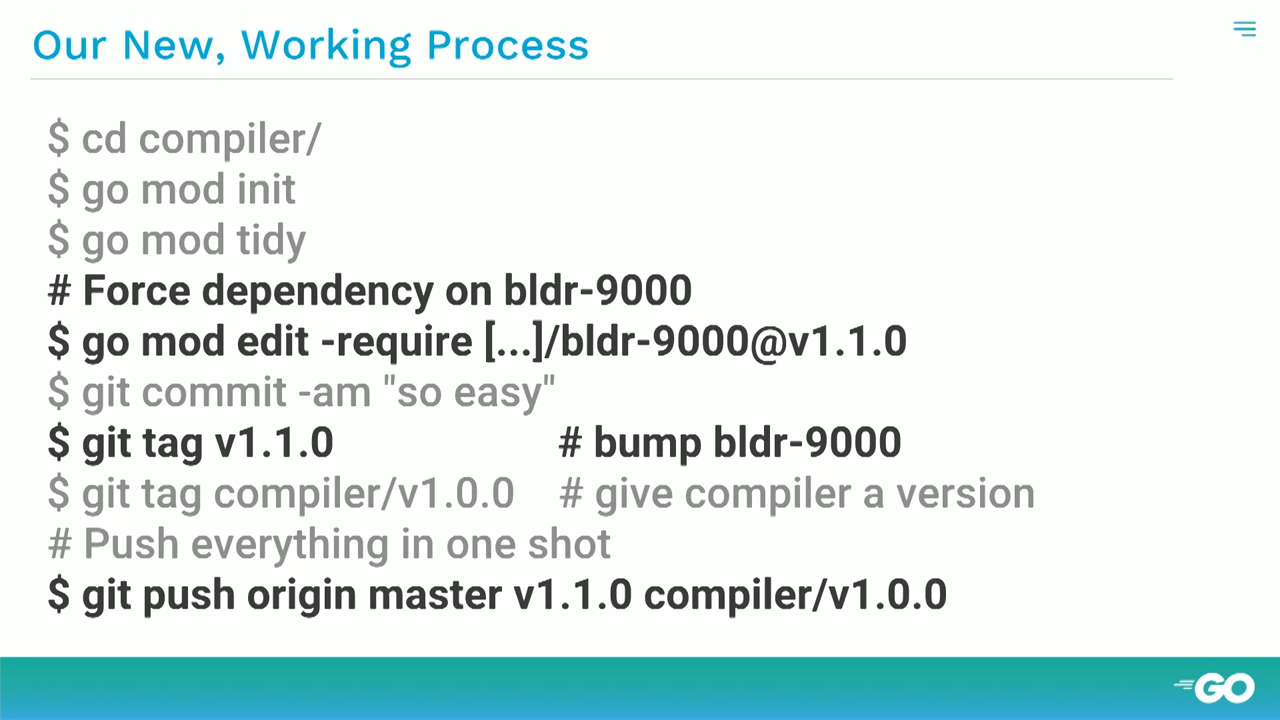 Our New, Working Process
$ cd compiler/
$ go mod init
$ go mod tidy
# Force dependency on bldr-9000
$ go mod edit -require [...]/bldr-9000@v1.1.0
$ git commit -am "so easy"
$ git tag v1.1.0 # bump bldr-9000
$ git tag compiler/v1.0.0 # give compiler a version
# Push everything in one shot
$ git push origin master v1.1.0 compiler/v1.0.0
GO